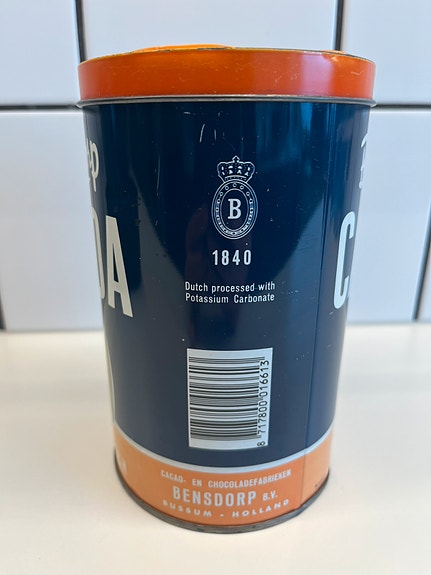 B
1840
Dutch processed with
Potassium Carbonate
8 717800 016613
CACAO- EN CHOCOLADEFABRIEKEN
BENSDORP B.V.
BUSSUM - HOLLAND